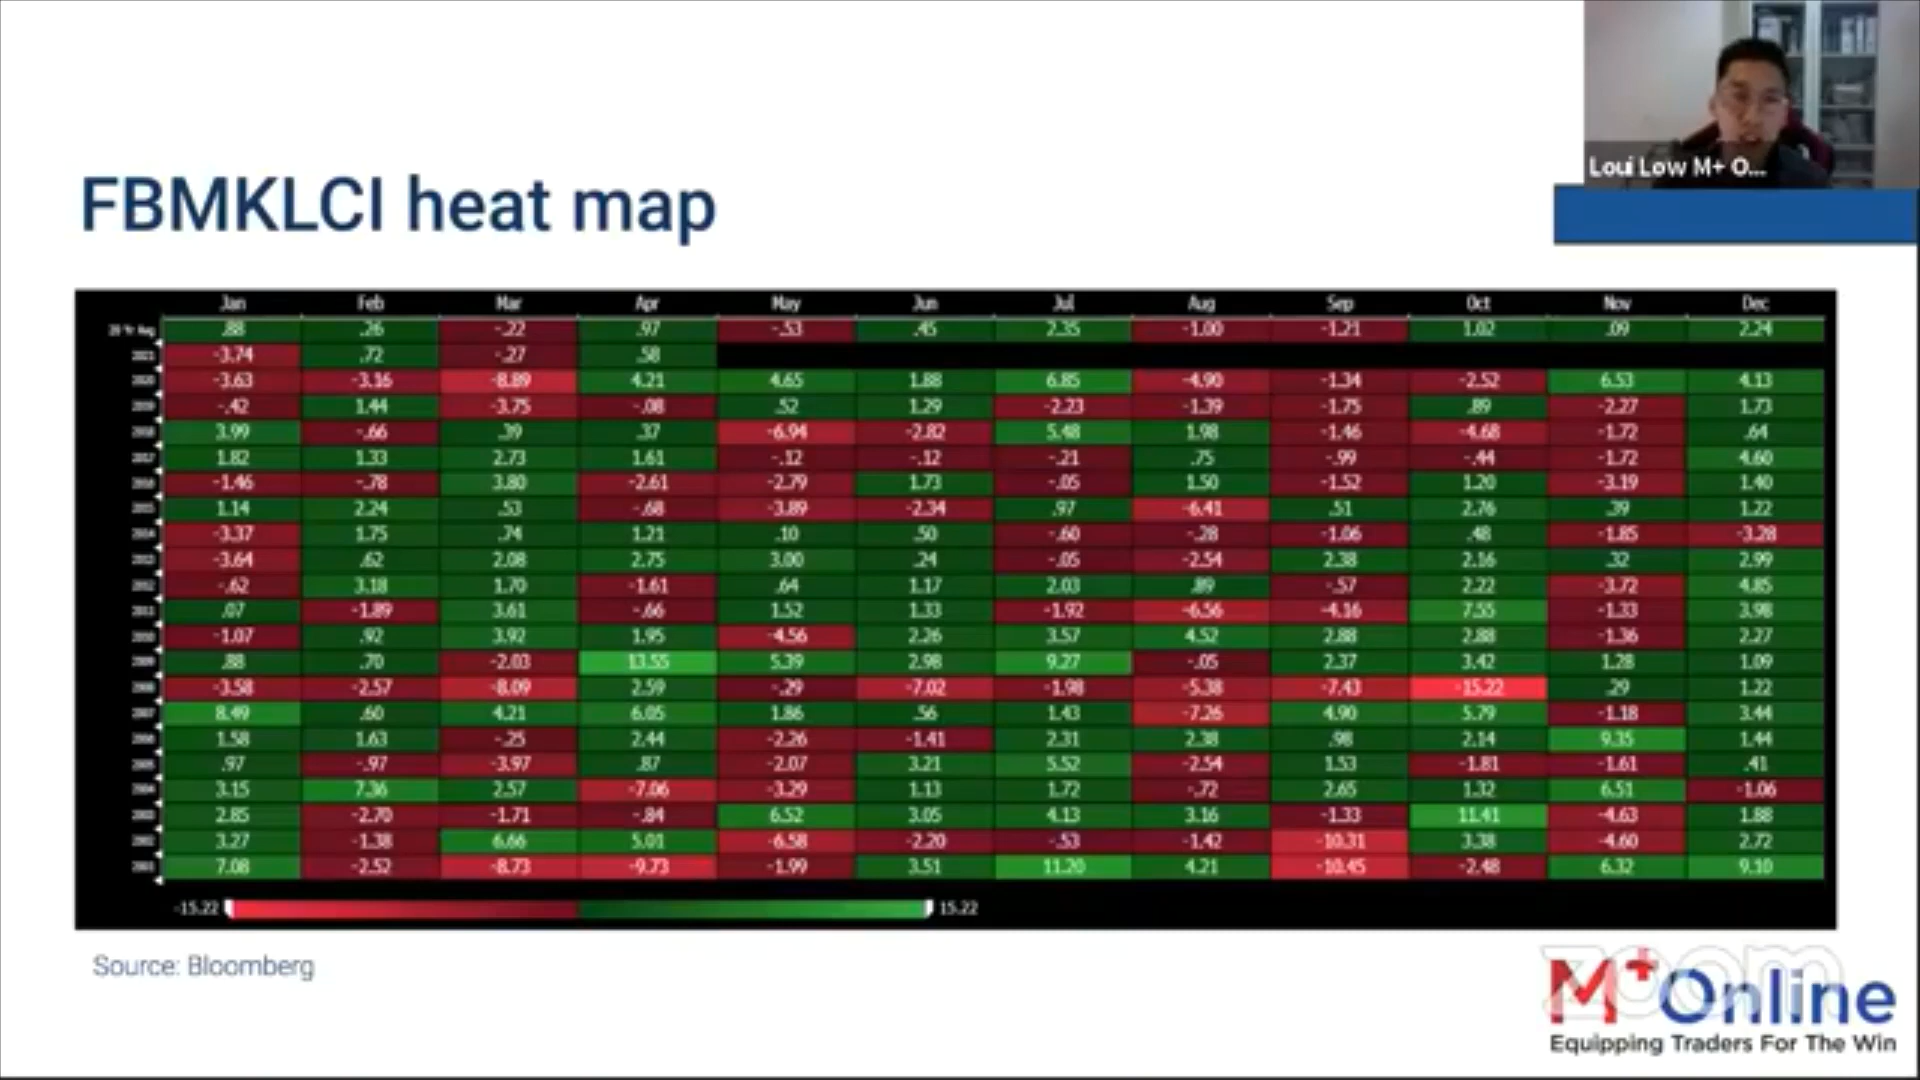 Loui Low M+ O...
FBMKLCI heat map
Jan Feb Mar Apr May Jun Jul Aug Sep Oct Nov Dec
20 Yr Avg .88 .26 -.22 .97 -.53 .45 2.35 -1.00 -1.21 1.02 .09 2.24
2021 -3.74 .72 -.27 .58
2020 -3.63 -3.16 -8.89 4.21 4.65 1.88 6.85 -4.90 -1.34 -2.52 6.53 4.13
2019 -.42 1.44 -3.75 -.08 .52 1.29 -2.23 -1.39 -1.75 .89 -2.27 1.73
2018 3.99 -.66 .39 .37 -6.94 -2.82 5.48 1.98 -1.46 -4.68 -1.72 .64
2017 1.82 1.33 2.73 1.61 -.12 -.12 -.21 .75 -.99 -.44 -1.72 4.60
2016 -1.46 -.78 3.80 -2.61 -2.79 1.73 -.05 1.50 -1.52 1.20 -3.19 1.40
2015 1.14 2.24 .53 -.68 -3.89 -2.34 .97 -6.41 .51 2.76 .39 1.22
2014 -3.37 1.75 .74 1.21 .10 .50 -.60 -.28 -1.06 .48 -1.85 -3.28
2013 -3.64 .62 2.08 2.75 3.00 .24 -.05 -2.54 2.38 2.16 .32 2.99
2012 -.62 3.18 1.70 -1.61 .64 1.17 2.03 .89 -.57 2.22 -3.72 4.85
2011 .07 -1.89 3.61 -.66 1.52 1.33 -1.92 -6.56 -4.16 7.55 -1.33 3.98
2010 -1.07 .92 3.92 1.95 -4.56 2.26 3.57 4.52 2.88 2.88 -1.36 2.27
2009 .88 .70 -2.03 13.55 5.39 2.98 9.27 -.05 2.37 3.42 1.28 1.09
2008 -3.58 -2.57 -8.09 2.59 -.29 -7.02 -1.98 -5.38 -7.43 -15.22 .29 1.22
2007 8.49 .60 4.21 6.05 1.86 .56 1.43 -7.26 4.90 5.79 -1.18 3.44
2006 1.58 1.63 -.25 2.44 -2.26 -1.41 2.31 2.38 .98 2.14 9.35 1.44
2005 .97 -.97 -3.97 .87 -2.07 3.21 5.52 -2.54 1.53 -1.81 -1.61 .41
2004 3.15 7.36 2.57 -7.06 -3.29 1.13 1.72 -.72 2.65 1.32 6.51 -1.06
2003 2.85 -2.70 -1.71 -.84 6.52 3.05 4.13 3.16 -1.33 11.41 -4.63 1.88
2002 3.27 -1.38 6.66 5.01 -6.58 -2.20 -.53 -1.42 -10.31 3.38 -4.60 2.72
2001 7.08 -2.52 -8.73 -9.73 -1.99 3.51 11.20 4.21 -10.45 -2.48 6.32 9.10
-15.22 15.22
Source: Bloomberg
zoom
M+Online
Equipping Traders For The Win